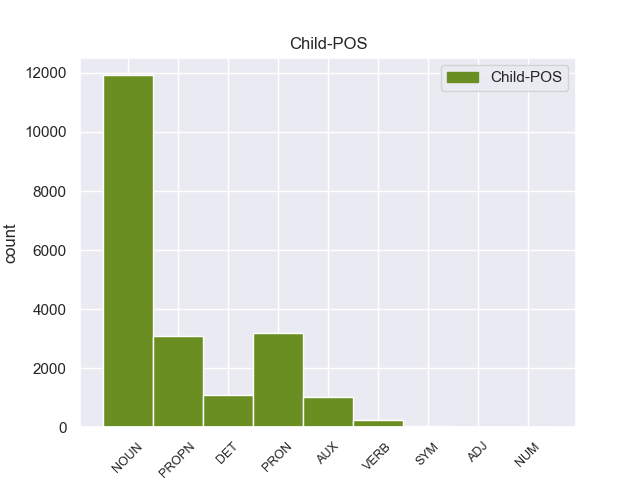 Child-POS
Child-POS
12000
10000
8000
6000
4000
2000
0
count
NOUN PROPN DET PRON AUX VERB SYM ADJ NUM